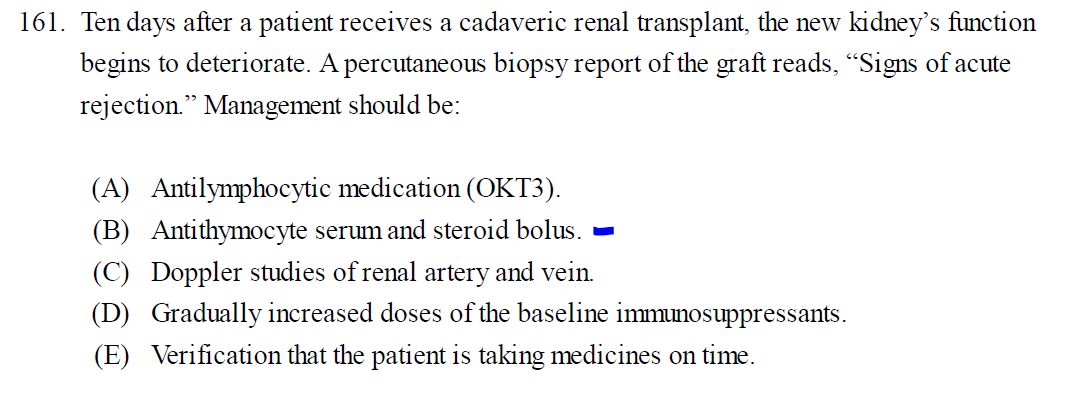 161. Ten days after a patient receives a cadaveric renal transplant, the new kidney’s function
begins to deteriorate. A percutaneous biopsy report of the graft reads, “Signs of acute
rejection.” Management should be:
(A) Antilymphocytic medication (OKT3).
(B) Antithymocyte serum and steroid bolus.
(C) Doppler studies of renal artery and vein.
(D) Gradually increased doses of the baseline immunosuppressants.
(E) Verification that the patient is taking medicines on time.